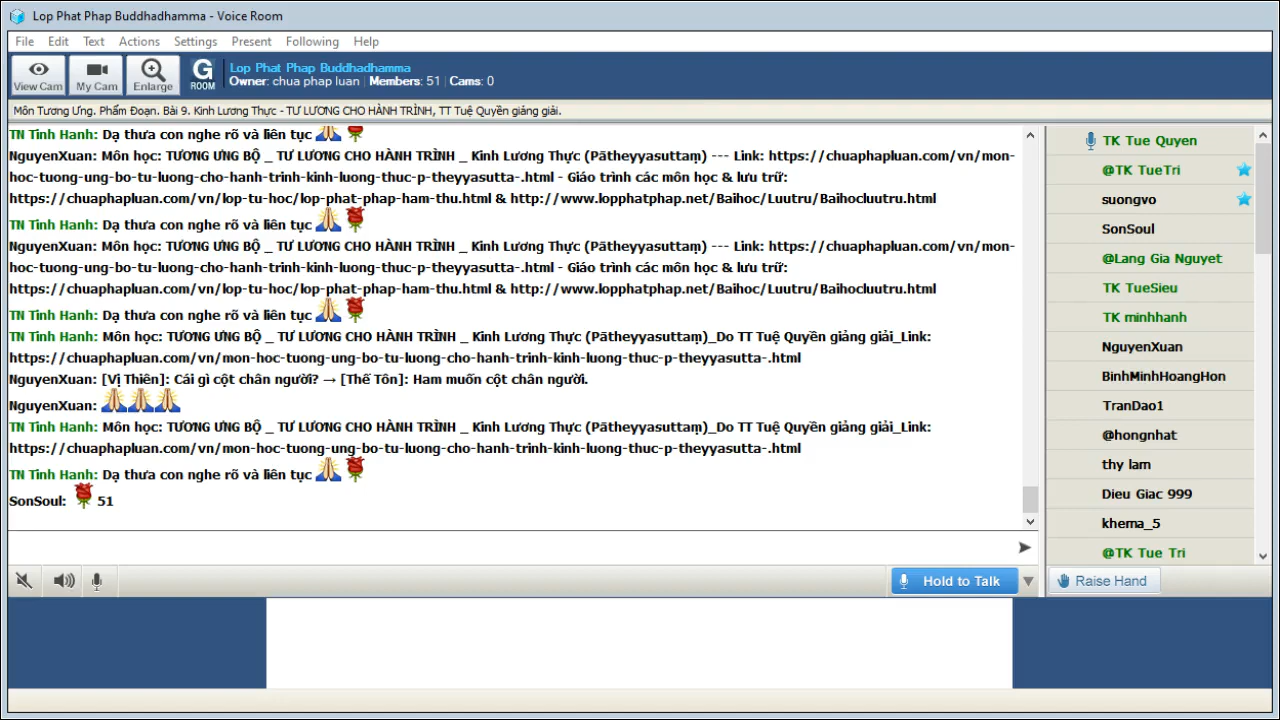 Lop Phat Phap Buddhadhamma - Voice Room
File Edit Text Actions Settings Present Following Help
View Cam My Cam Enlarge G ROOM
Lop Phat Phap Buddhadhamma
Owner: chua phap luan Members: 51 Cams: 0
Môn Tương Ưng. Phẩm Đoạn. Bài 9. Kinh Lương Thực - TƯ LƯƠNG CHO HÀNH TRÌNH, TT Tuệ Quyền giảng giải.
TN Tinh Hanh: Dạ thưa con nghe rõ và liên tục
NguyenXuan: Môn học: TƯƠNG ƯNG BỘ _ TƯ LƯƠNG CHO HÀNH TRÌNH _ Kinh Lương Thực (Pātheyyasuttaṃ) --- Link: https://chuaphapluan.com/vn/mon-
hoc-tuong-ung-bo-tu-luong-cho-hanh-trinh-kinh-luong-thuc-p-theyyasutta-.html - Giáo trình các môn học & lưu trữ:
https://chuaphapluan.com/vn/lop-tu-hoc/lop-phat-phap-ham-thu.html & http://www.lopphatphap.net/Baihoc/Luutru/Baihocluutru.html
TN Tinh Hanh: Dạ thưa con nghe rõ và liên tục
NguyenXuan: Môn học: TƯƠNG ƯNG BỘ _ TƯ LƯƠNG CHO HÀNH TRÌNH _ Kinh Lương Thực (Pātheyyasuttaṃ) --- Link: https://chuaphapluan.com/vn/mon-
hoc-tuong-ung-bo-tu-luong-cho-hanh-trinh-kinh-luong-thuc-p-theyyasutta-.html - Giáo trình các môn học & lưu trữ:
https://chuaphapluan.com/vn/lop-tu-hoc/lop-phat-phap-ham-thu.html & http://www.lopphatphap.net/Baihoc/Luutru/Baihocluutru.html
TN Tinh Hanh: Dạ thưa con nghe rõ và liên tục
TN Tinh Hanh: Môn học: TƯƠNG ƯNG BỘ _ TƯ LƯƠNG CHO HÀNH TRÌNH _ Kinh Lương Thực (Pātheyyasuttaṃ)_Do TT Tuệ Quyền giảng giải_Link:
https://chuaphapluan.com/vn/mon-hoc-tuong-ung-bo-tu-luong-cho-hanh-trinh-kinh-luong-thuc-p-theyyasutta-.html
NguyenXuan: [Vị Thiên]: Cái gì cột chân người? → [Thế Tôn]: Ham muốn cột chân người.
NguyenXuan:
TN Tinh Hanh: Môn học: TƯƠNG ƯNG BỘ _ TƯ LƯƠNG CHO HÀNH TRÌNH _ Kinh Lương Thực (Pātheyyasuttaṃ)_Do TT Tuệ Quyền giảng giải_Link:
https://chuaphapluan.com/vn/mon-hoc-tuong-ung-bo-tu-luong-cho-hanh-trinh-kinh-luong-thuc-p-theyyasutta-.html
TN Tinh Hanh: Dạ thưa con nghe rõ và liên tục
SonSoul: 51
TK Tue Quyen
@TK TueTri
suongvo
SonSoul
@Lang Gia Nguyet
TK TueSieu
TK minhhanh
NguyenXuan
BinhMinhHoangHon
TranDao1
@hongnhat
thy lam
Dieu Giac 999
khema_5
@TK Tue Tri
Hold to Talk
Raise Hand